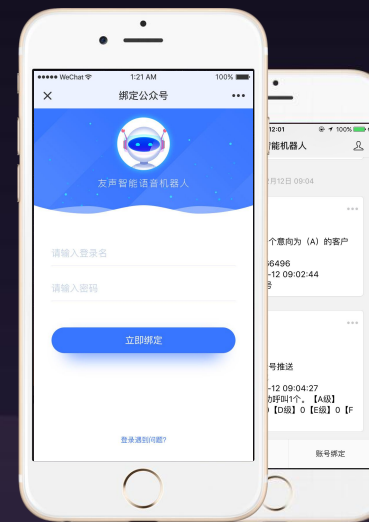 WeChat
1:21 AM
100%
绑定公众号
友声智能语音机器人
请输入登录名
请输入密码
立即绑定
登录遇到问题?
12:01
100%
能机器人
月12日 09:04
个意向为（A）的客户
6496
-12 09:02:44
号
号推送
-12 09:04:27
呼叫1个。【A级】
【D级】0【E级】0【F
账号绑定